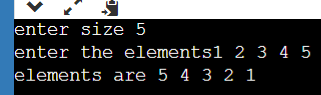 enter size 5
enter the elements1 2 3 4 5
elements are 5 4 3 2 1